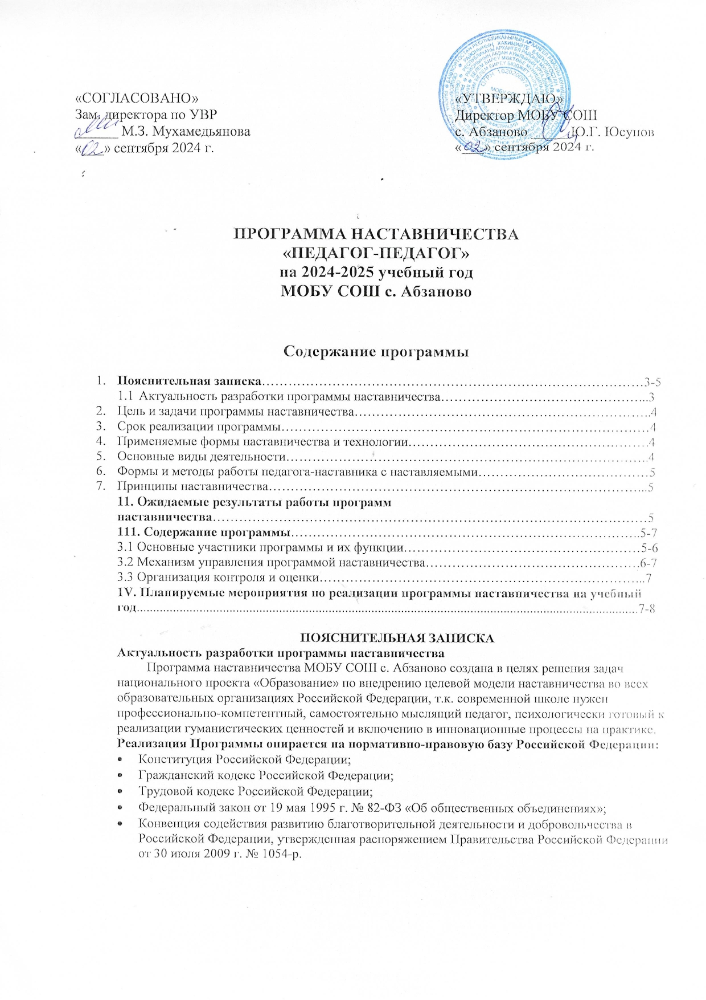 «СОГЛАСОВАНО»
Зам. директора по УВР
______ М.З. Мухамедьянова
«02» сентября 2024 г.
«УТВЕРЖДАЮ»
Директор МОБУ СОШ
с. Абзаново ______Ю.Г. Юсупов
«02» сентября 2024 г.
ПРОГРАММА НАСТАВНИЧЕСТВА
«ПЕДАГОГ-ПЕДАГОГ»
на 2024-2025 учебный год
МОБУ СОШ с. Абзаново
Содержание программы
1. Пояснительная записка……………………………………………………………………………3-5
1.1 Актуальность разработки программы наставничества………………………………………..3
2. Цель и задачи программы наставничества…………………………………………………………..4
3. Срок реализации программы…………………………………………………………………………4
4. Применяемые формы наставничества и технологии………………………………………………4
5. Основные виды деятельности………………………………………………………………………..4
6. Формы и методы работы педагога-наставника с наставляемыми…………………………………5
7. Принципы наставничества…………………………………………………………………………...5
11. Ожидаемые результаты работы программ
наставничества………………………………………………………………………………………5
111. Содержание программы…………………………………………………………………….5-7
3.1 Основные участники программы и их функции………………………………………………5-6
3.2 Механизм управления программой наставничества…………………………………………6-7
3.3 Организация контроля и оценки………………………………………………………………..7
1V. Планируемые мероприятия по реализации программы наставничества на учебный
год..................................................................................................................................7-8
ПОЯСНИТЕЛЬНАЯ ЗАПИСКА
Актуальность разработки программы наставничества
Программа наставничества МОБУ СОШ с. Абзаново создана в целях решения задач
национального проекта «Образование» по внедрению целевой модели наставничества во всех
образовательных организациях Российской Федерации, т.к. современной школе нужен
профессионально-компетентный, самостоятельно мыслящий педагог, психологически готовый к
реализации гуманистических ценностей и включению в инновационные процессы на практике.
Реализация Программы опирается на нормативно-правовую базу Российской Федерации:
• Конституция Российской Федерации;
• Гражданский кодекс Российской Федерации;
• Трудовой кодекс Российской Федерации;
• Федеральный закон от 19 мая 1995 г. № 82-ФЗ «Об общественных объединениях»;
• Конвенция содействия развитию благотворительной деятельности и добровольчества в
Российской Федерации, утвержденная распоряжением Правительства Российской Федерации
от 30 июля 2009 г. № 1054-р.